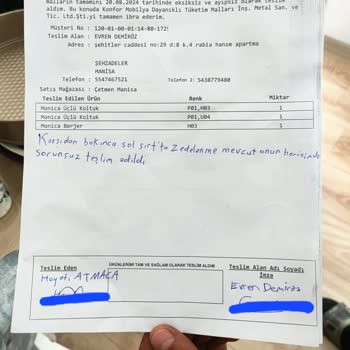 malların tamamını 20.08.2024 tarihinde eksiksiz ve ayıpsız olarak teslim
aldım. Bu konuda Konfor Mobilya Dayanıklı Tüketim Malları İnş. Metal San. ve
Tic. Ltd.Şti.yi tamamen ibra ederim.
Müşteri No : 120-01-00-01-14-88-172!
Teslim Alan : EVREN DEMİRÖZ
Adres : şehitler caddesi no:29 d:8 k.4 rabia hanım apartma
ŞEHZADELER
MANİSA
Telefon : 5547467521 Telefon 2: 5438779480
Satış Mağazası : Çetmen Manisa
Teslim Edilen Ürün Renk Miktar
Monica Üçlü Koltuk P01,H03 1
Monica Üçlü Koltuk P01,U04 1
Monica Berjer H03 1
Karşıdan bakınca sol sırt'ta zedelenme mevcut onun haricinde
sorunsuz teslim edildi
ÜRÜNLERİMİ TAM VE SAĞLAM OLARAK TESLİM ALDIM
Teslim Eden Teslim Alan Adı Soyadı
İmza
Hayati ATMACA Evren Demiröz